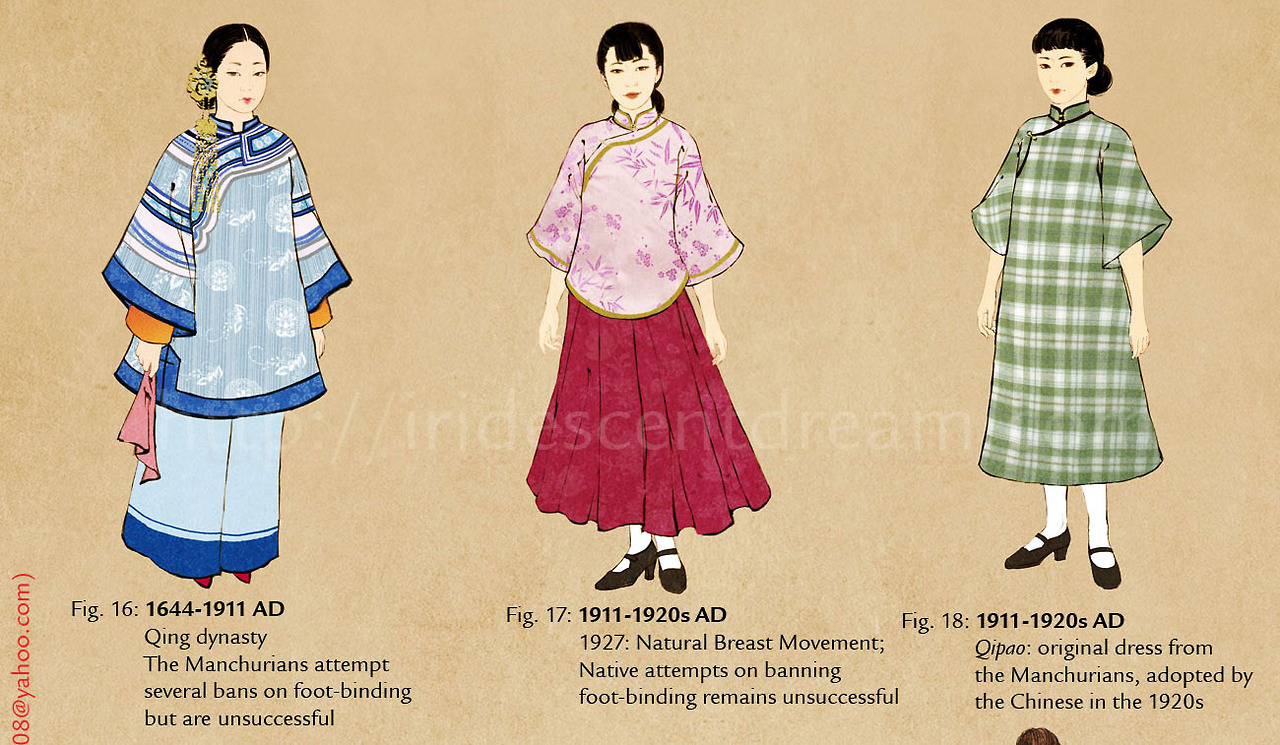 Fig. 16: 1644-1911 AD
Qing dynasty
The Manchurians attempt
several bans on foot-binding
but are unsuccessful
Fig. 17: 1911-1920s AD
1927: Natural Breast Movement;
Native attempts on banning
foot-binding remains unsuccessful
Fig. 18: 1911-1920s AD
Qipao: original dress from
the Manchurians, adopted by
the Chinese in the 1920s
http://iridescentdream.com
08@yahoo.com)